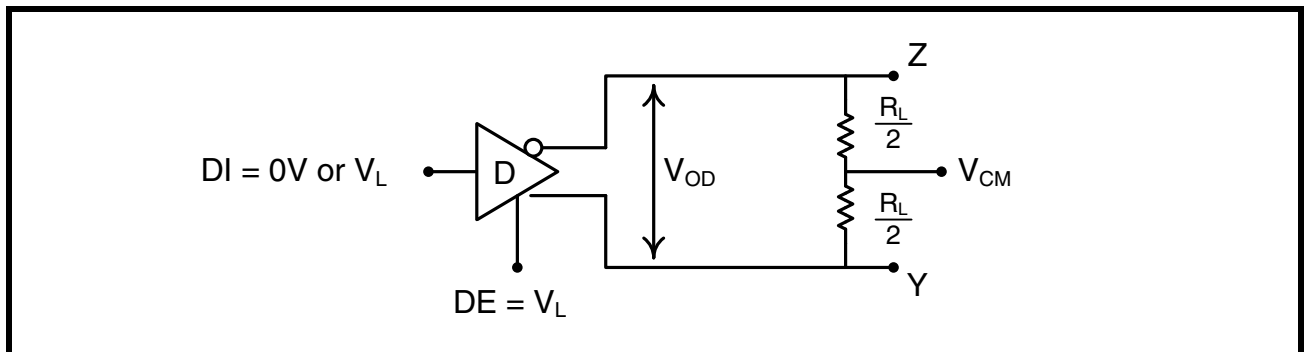 Z
R_L
2
DI = 0V or V_L
D
V_OD
V_CM
R_L
2
Y
DE = V_L